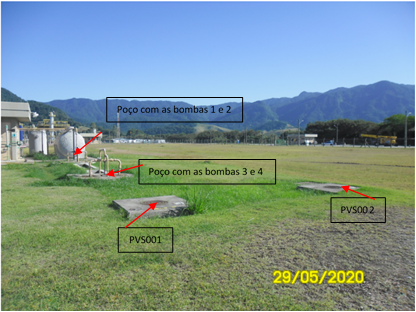 Poço com as bombas 1 e 2
Poço com as bombas 3 e 4
PVS002
PVS001
29/05/2020